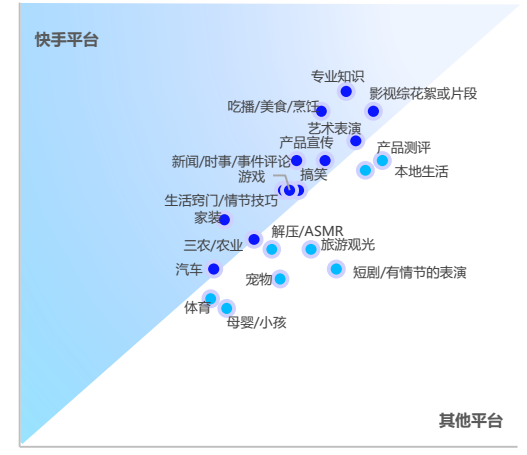 快手平台
专业知识
影视综花絮或片段
吃播/美食/烹饪
艺术表演
产品宣传
产品测评
新闻/时事/事件评论
搞笑
本地生活
游戏
生活窍门/情节技巧
家装
解压/ASMR
三农/农业
旅游观光
汽车
宠物
短剧/有情节的表演
体育
母婴/小孩
其他平台